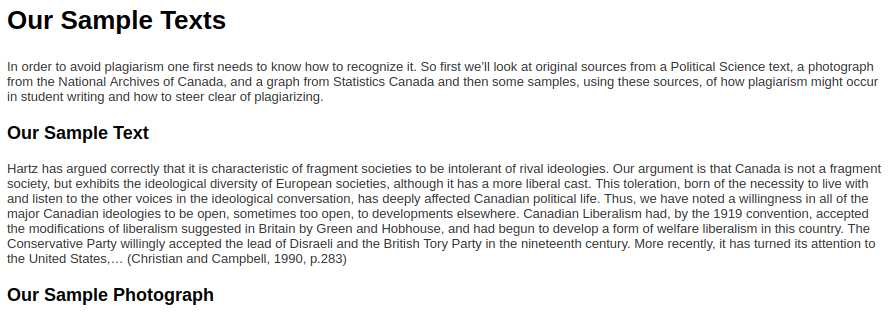 Our Sample Texts
In order to avoid plagiarism one first needs to know how to recognize it. So first we’ll look at original sources from a Political Science text, a photograph
from the National Archives of Canada, and a graph from Statistics Canada and then some samples, using these sources, of how plagiarism might occur
in student writing and how to steer clear of plagiarizing.
Our Sample Text
Hartz has argued correctly that it is characteristic of fragment societies to be intolerant of rival ideologies. Our argument is that Canada is not a fragment
society, but exhibits the ideological diversity of European societies, although it has a more liberal cast. This toleration, born of the necessity to live with
and listen to the other voices in the ideological conversation, has deeply affected Canadian political life. Thus, we have noted a willingness in all of the
major Canadian ideologies to be open, sometimes too open, to developments elsewhere. Canadian Liberalism had, by the 1919 convention, accepted
the modifications of liberalism suggested in Britain by Green and Hobhouse, and had begun to develop a form of welfare liberalism in this country. The
Conservative Party willingly accepted the lead of Disraeli and the British Tory Party in the nineteenth century. More recently, it has turned its attention to
the United States,… (Christian and Campbell, 1990, p.283)
Our Sample Photograph